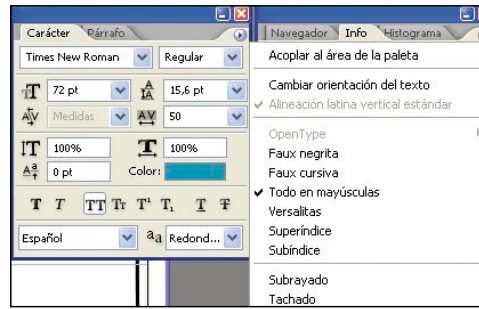 Carácter Párrafo
Times New Roman Regular
72 pt 15,6 pt
Medidas 50
100% 100%
0 pt Color:
T T TT Tr T¹ T₁ T T
Español aa Redond...
Navegador Info Histograma
Acoplar al área de la paleta
Cambiar orientación del texto
Alineación latina vertical estándar
OpenType
Faux negrita
Faux cursiva
Todo en mayúsculas
Versalitas
Superíndice
Subíndice
Subrayado
Tachado